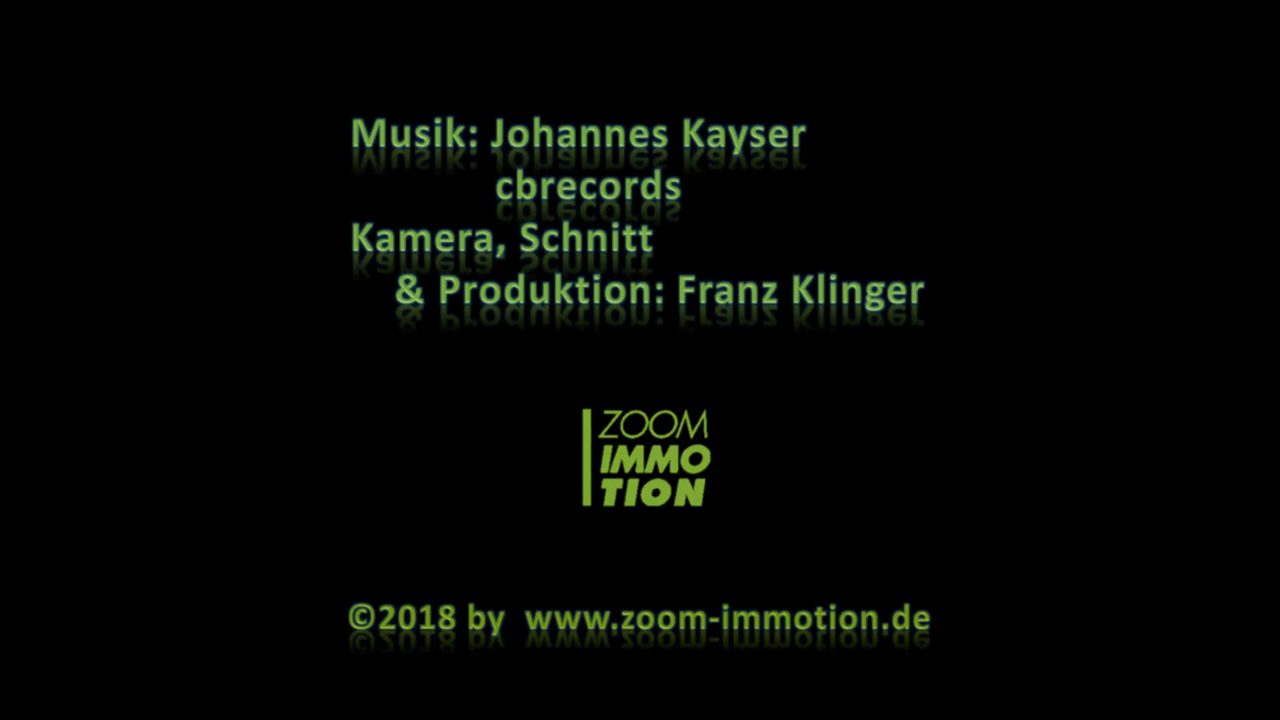 Musik: Johannes Kayser
cbrecords
Kamera, Schnitt
& Produktion: Franz Klinger
ZOOM
IMMO
TION
©2018 by www.zoom-immotion.de